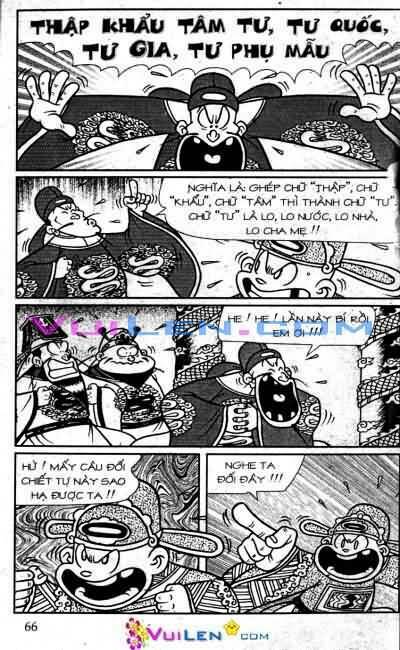 THẬP KHẨU TÂM TƯ, TƯ QUỐC,
TƯ GIA, TƯ PHỤ MẪU
NGHĨA LÀ: GHÉP CHỮ "THẬP", CHỮ
"KHẨU", CHỮ "TÂM" THÌ THÀNH CHỮ "TƯ".
CHỮ "TƯ" LÀ LO, LO NƯỚC, LO NHÀ,
LO CHA MẸ !!
HE ! HE ! LẦN NÀY BÍ RỒI
EM ƠI !!!
VuiLen.com
HỨ ! MẤY CÂU ĐỐI
CHIẾT TỰ NÀY SAO
HẠ ĐƯỢC TA !!
NGHE TA
ĐỐI ĐÂY !!!
66
VuiLen.com